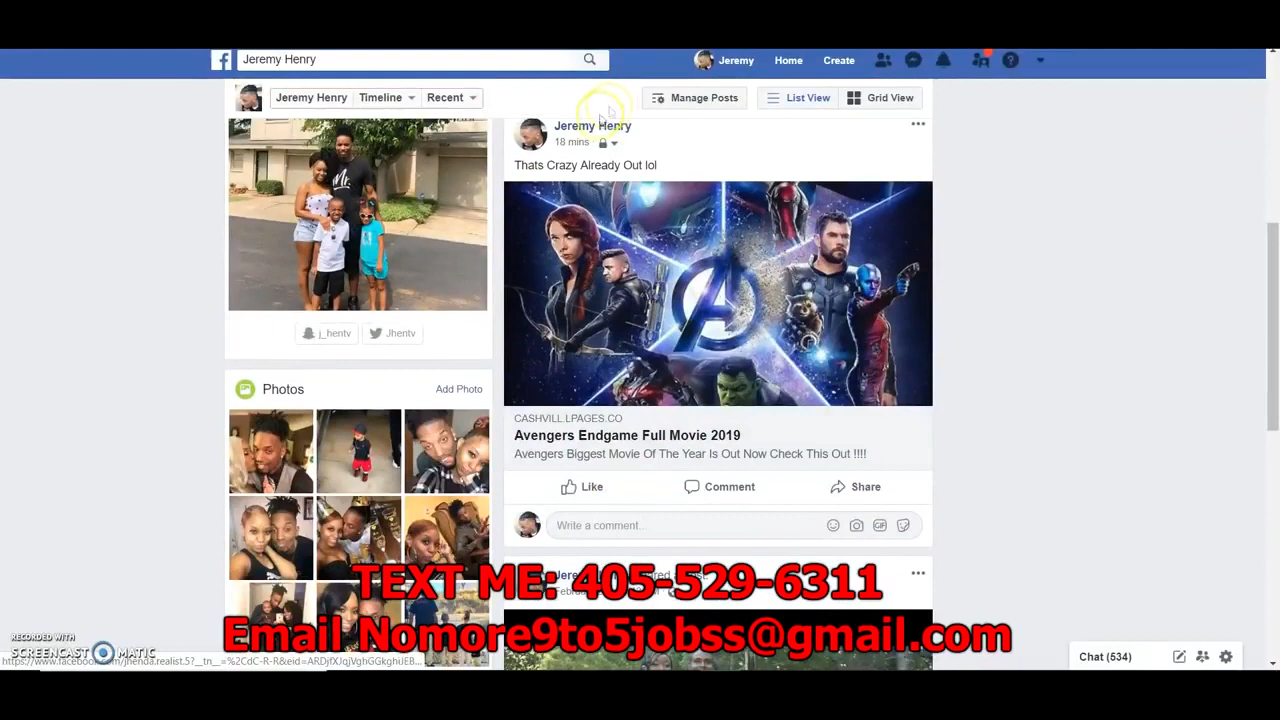 Jeremy Henry
Jeremy Home Create
Jeremy Henry Timeline Recent Manage Posts List View Grid View
Jeremy Henry
18 mins
Thats Crazy Already Out lol
j_hentv Jhentv
Photos Add Photo
CASHVILL.LPAGES.CO
Avengers Endgame Full Movie 2019
Avengers Biggest Movie Of The Year Is Out Now Check This Out !!!!
Like Comment Share
Write a comment...
GIF
TEXT ME: 405-529-6311
Email Nomore9to5jobss@gmail.com
RECORDED WITH
SCREENCAST MATIC
Chat (534)